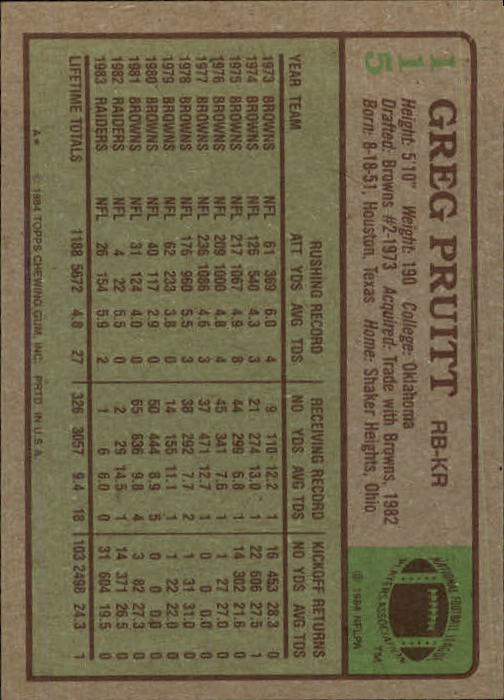 115
GREG PRUITT RB-KR
Height: 5'10" Weight: 190 College: Oklahoma
Drafted: Browns #2-1973 Acquired: Trade with Browns, 1982
Born: 8-18-51, Houston, Texas Home: Shaker Heights, Ohio
NATIONAL FOOTBALL LEAGUE
PLAYERS ASSOCIATION
TM
© 1984 NFLPA
RUSHING RECORD RECEIVING RECORD KICKOFF RETURNS
YEAR TEAM ATT YDS AVG TDS NO YDS AVG TDS NO YDS AVG TDS
1973 BROWNS NFL 61 369 6.0 4 9 110 12.2 1 16 453 28.3 0
1974 BROWNS NFL 126 540 4.3 3 21 274 13.0 1 22 606 27.5 1
1975 BROWNS NFL 217 1067 4.9 8 44 299 6.8 1 14 302 21.6 0
1976 BROWNS NFL 209 1000 4.8 4 45 341 7.6 1 1 27 27.0 0
1977 BROWNS NFL 236 1086 4.6 3 37 471 12.7 1 0 0 0.0 0
1978 BROWNS NFL 176 960 5.5 3 38 292 7.7 2 1 31 31.0 0
1979 BROWNS NFL 62 233 3.8 0 14 155 11.1 1 1 22 22.0 0
1980 BROWNS NFL 40 117 2.9 0 50 444 8.9 5 0 0 0.0 0
1981 BROWNS NFL 31 124 4.0 0 65 636 9.8 4 3 82 27.3 0
1982 RAIDERS NFL 4 22 5.5 0 2 29 14.5 1 14 371 26.5 0
1983 RAIDERS NFL 26 154 5.9 2 1 6 6.0 0 31 604 19.5 0
LIFETIME TOTALS 1188 5672 4.8 27 326 3057 9.4 18 103 2498 24.3 1
A* © 1984 TOPPS CHEWING GUM, INC. PRTD. IN U.S.A.